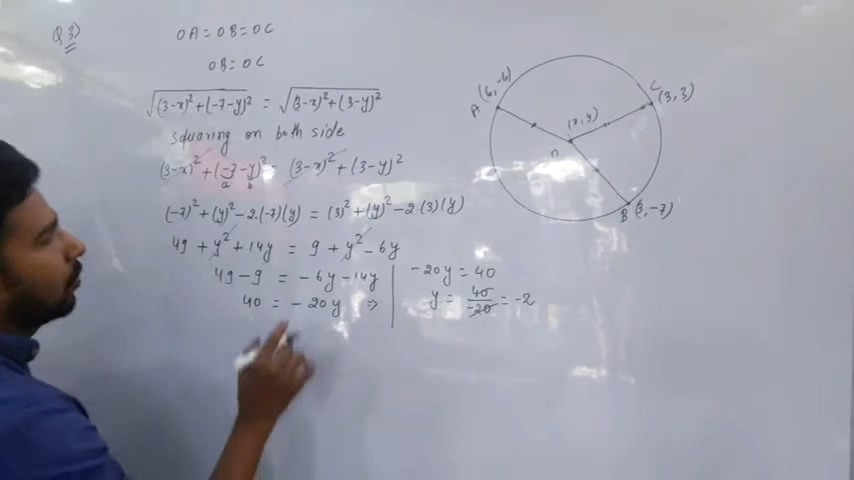 Q3)
OA = OB = OC
OB = OC
√(3-x)²+(-7-y)² = √(3-x)²+(3-y)²
squaring on both side
(3-x)² + (-7-y)² = (3-x)² + (3-y)²
a b
(-7)²+(y)²-2.(-7)(y) = (3)²+(y)²-2.(3)(y)
49 + y² + 14y = 9 + y² - 6y
49-9 = -6y-14y
40 = -20y ⇒
-20y = 40
y = 40/-20 = -2
A (6,-6)
C (3,3)
(x,y)
O
B (3,-7)